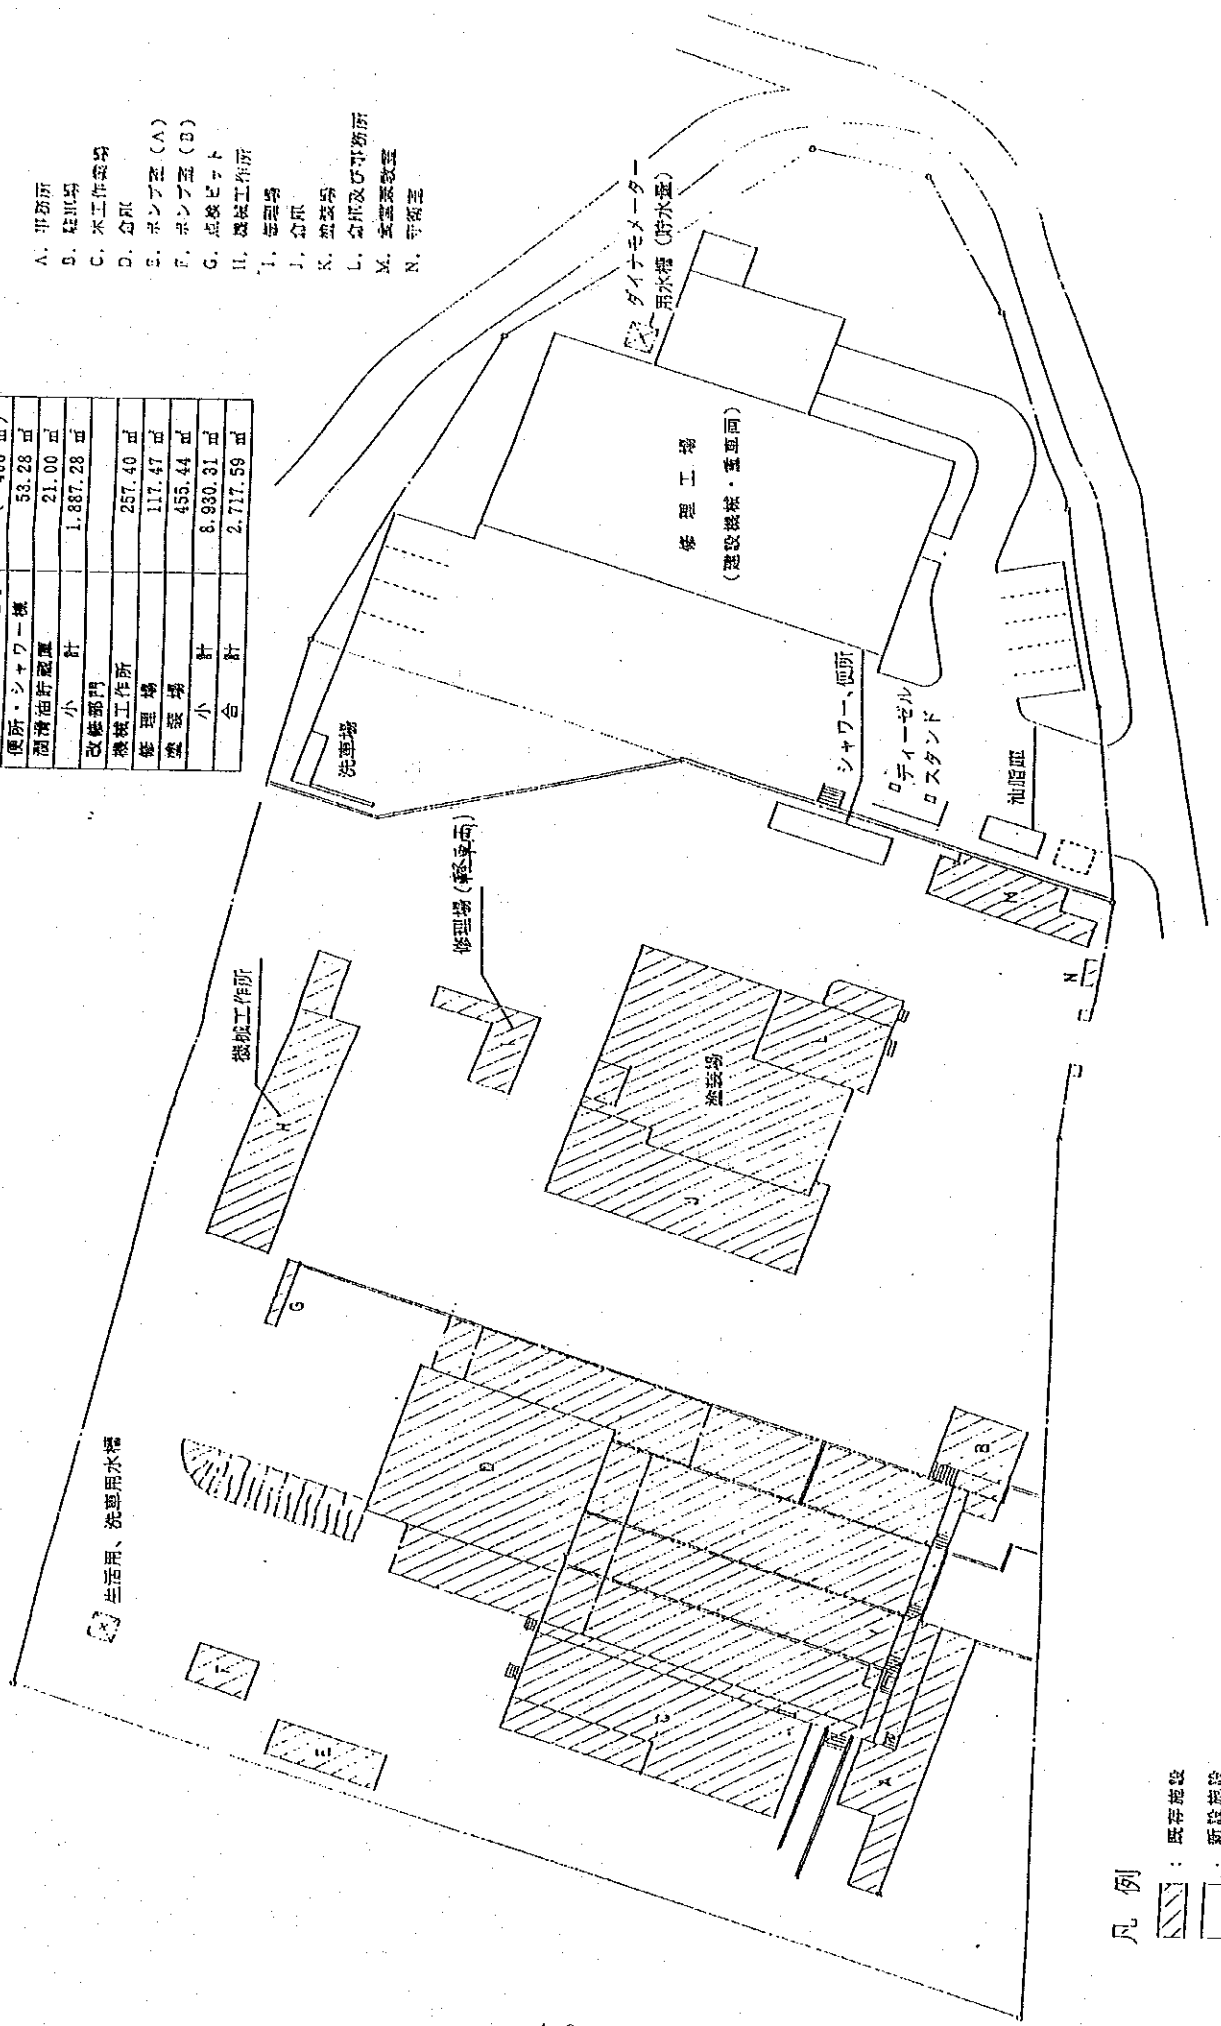 便所・シャワー棟 53.28 ㎡
潤滑油貯蔵庫 21.00 ㎡
小 計 1.887.28 ㎡
改修部門
機械工作所 257.40 ㎡
修理場 117.47 ㎡
塗装場 455.44 ㎡
小 計 8.930.31 ㎡
合 計 2.717.59 ㎡
A. 事務所
B. 駐車場
C. 木工作業場
D. 倉庫
E. ポンプ室 (A)
F. ポンプ室 (B)
G. 点検ピット
H. 機械工作所
I. 修理場
J. 倉庫
K. 塗装場
L. 倉庫及び事務所
M.
N. 守衛室
生活用、洗車用水槽
機械工作所
修理場 (軽車両)
洗車場
ダイナモメーター
用水槽 (貯水量)
修理工場
(建設機械・重車両)
シャワー、便所
ディーゼル
スタンド
油脂庫
塗装場
A
B
C
D
E
F
G
H
I
J
L
M
N
凡例
: 既存施設
: 新設施設